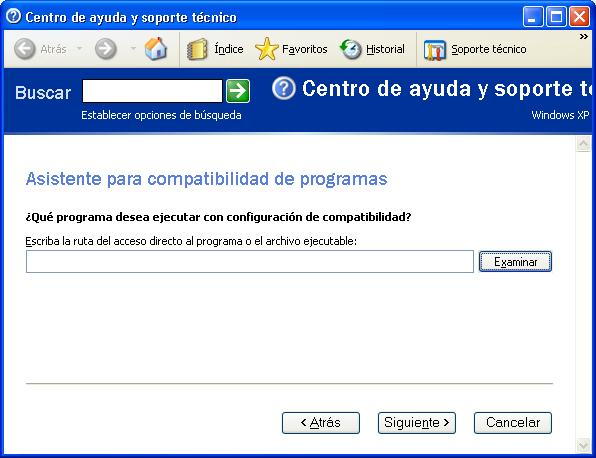 Centro de ayuda y soporte técnico
Atrás Índice Favoritos Historial Soporte técnico »
Buscar Centro de ayuda y soporte
Establecer opciones de búsqueda Windows XP
Asistente para compatibilidad de programas
¿Qué programa desea ejecutar con configuración de compatibilidad?
Escriba la ruta del acceso directo al programa o el archivo ejecutable:
Examinar
< Atrás Siguiente > Cancelar